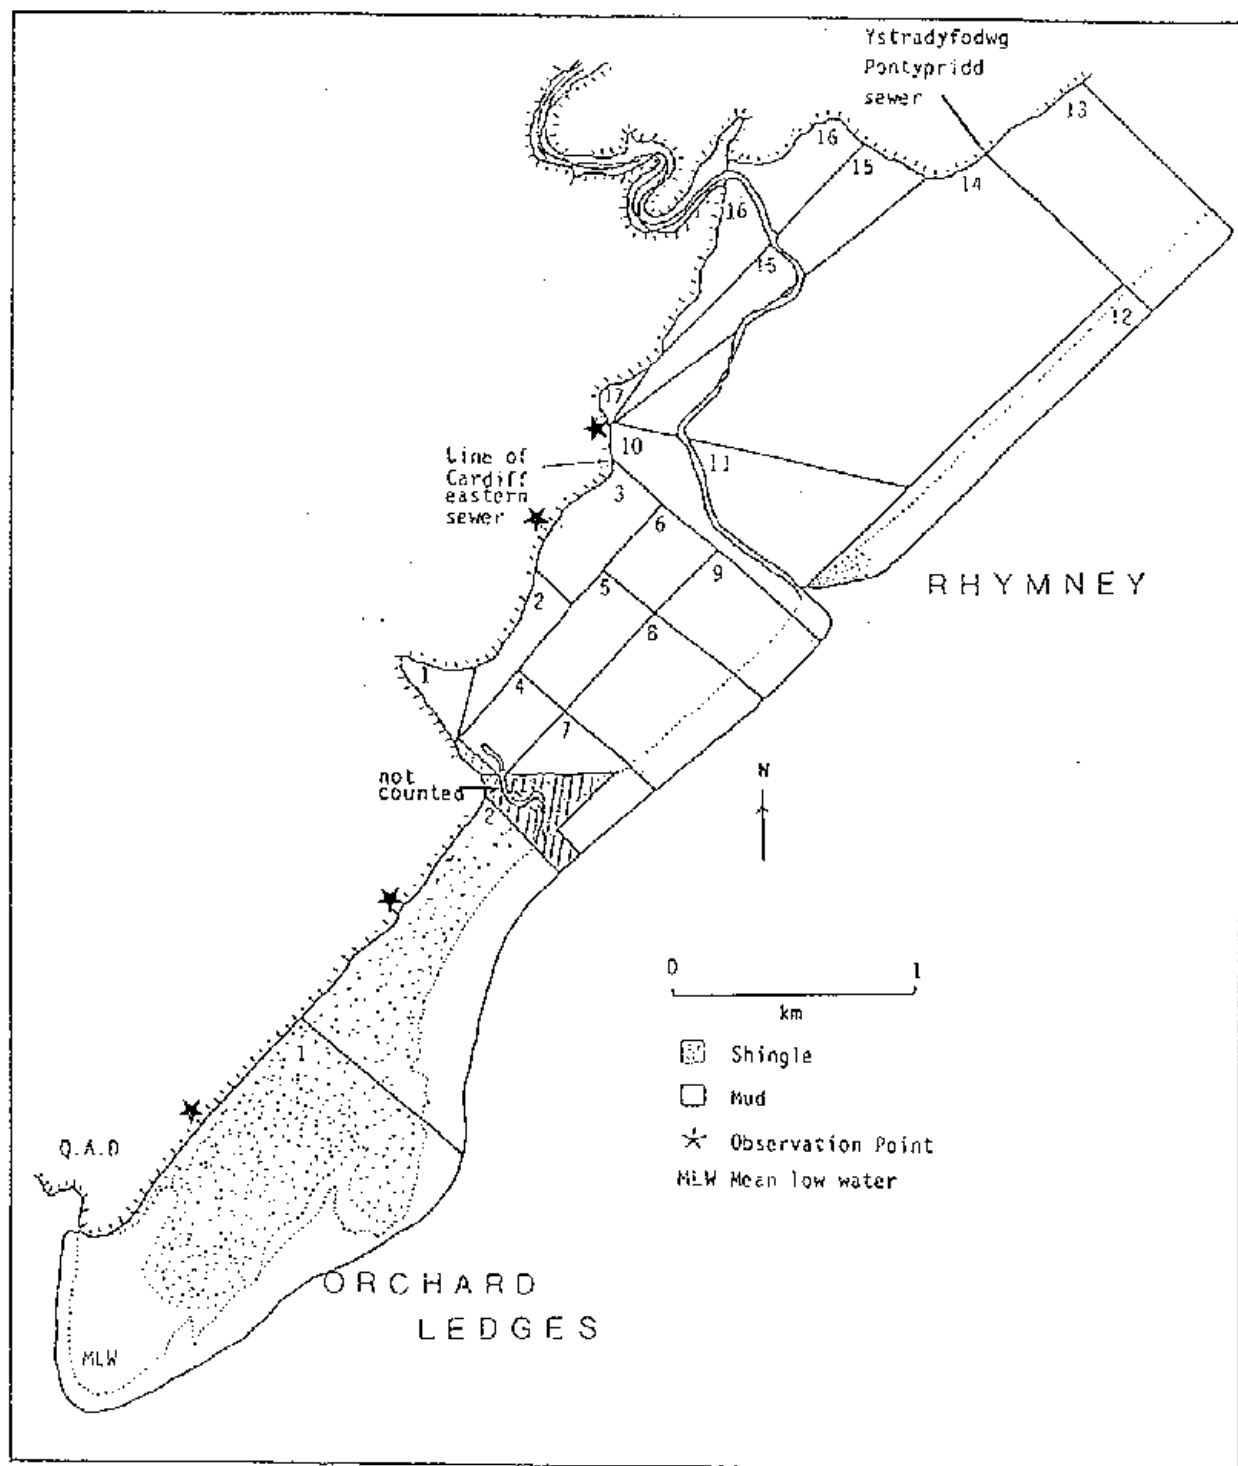 Ystradyfodwg
Pontypridd
sewer
13
16
15
14
16
15
12
17
Line of
Cardiff
eastern
sewer
10
11
3
6
9
RHYMNEY
2
5
8
1
4
7
N
not
counted
2
0 1
km
1
Shingle
Mud
Observation Point
MLW Mean low water
Q.A.D
ORCHARD
LEDGES
MLW